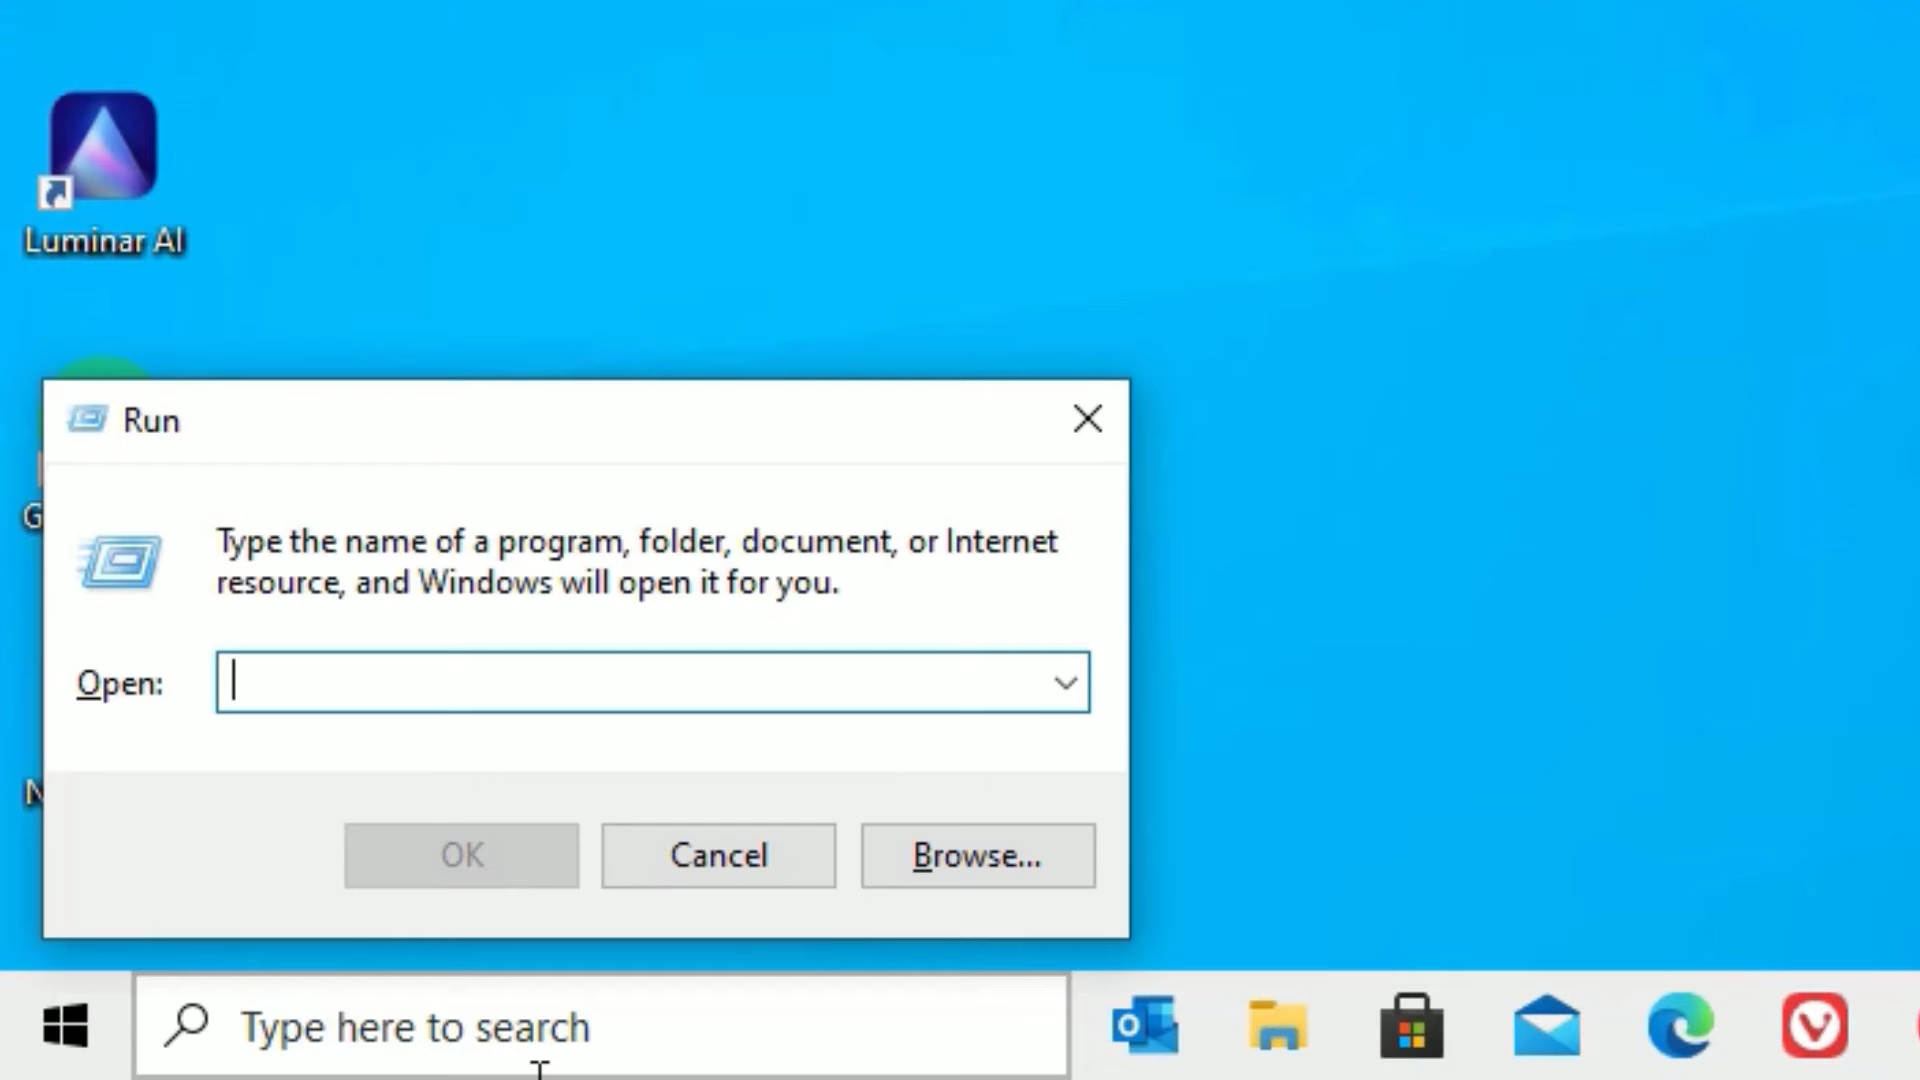 Luminar AI
Run
G
Type the name of a program, folder, document, or Internet
resource, and Windows will open it for you.
Open:
N
OK Cancel Browse...
Type here to search